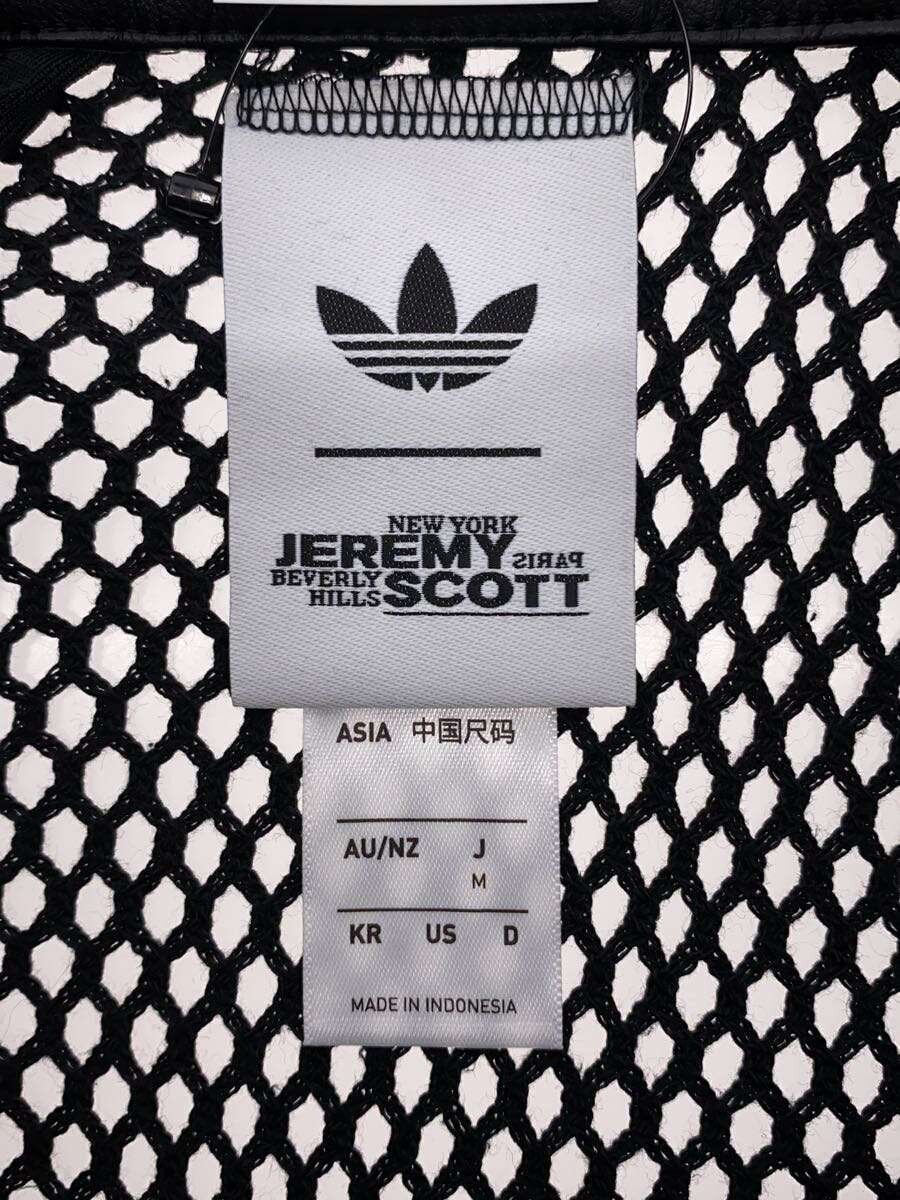 NEW YORK
JEREMY PARIS
BEVERLY
HILLS SCOTT
ASIA 中国尺码
AU/NZ J
M
KR US D
MADE IN INDONESIA